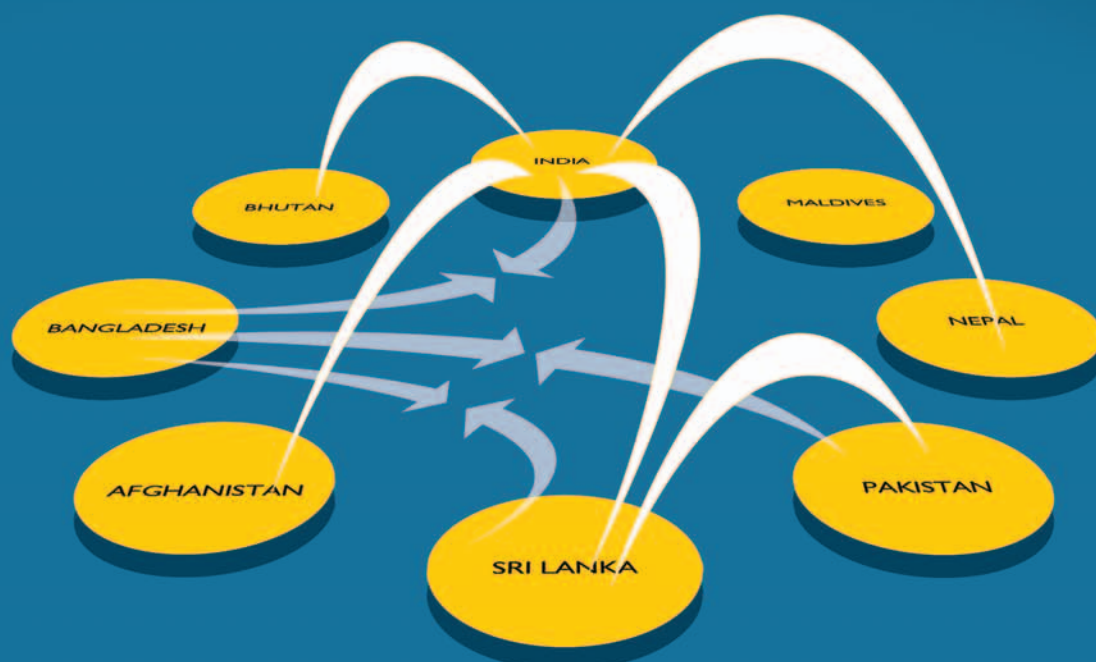 INDIA
BHUTAN
MALDIVES
BANGLADESH
NEPAL
AFGHANISTAN
PAKISTAN
SRI LANKA